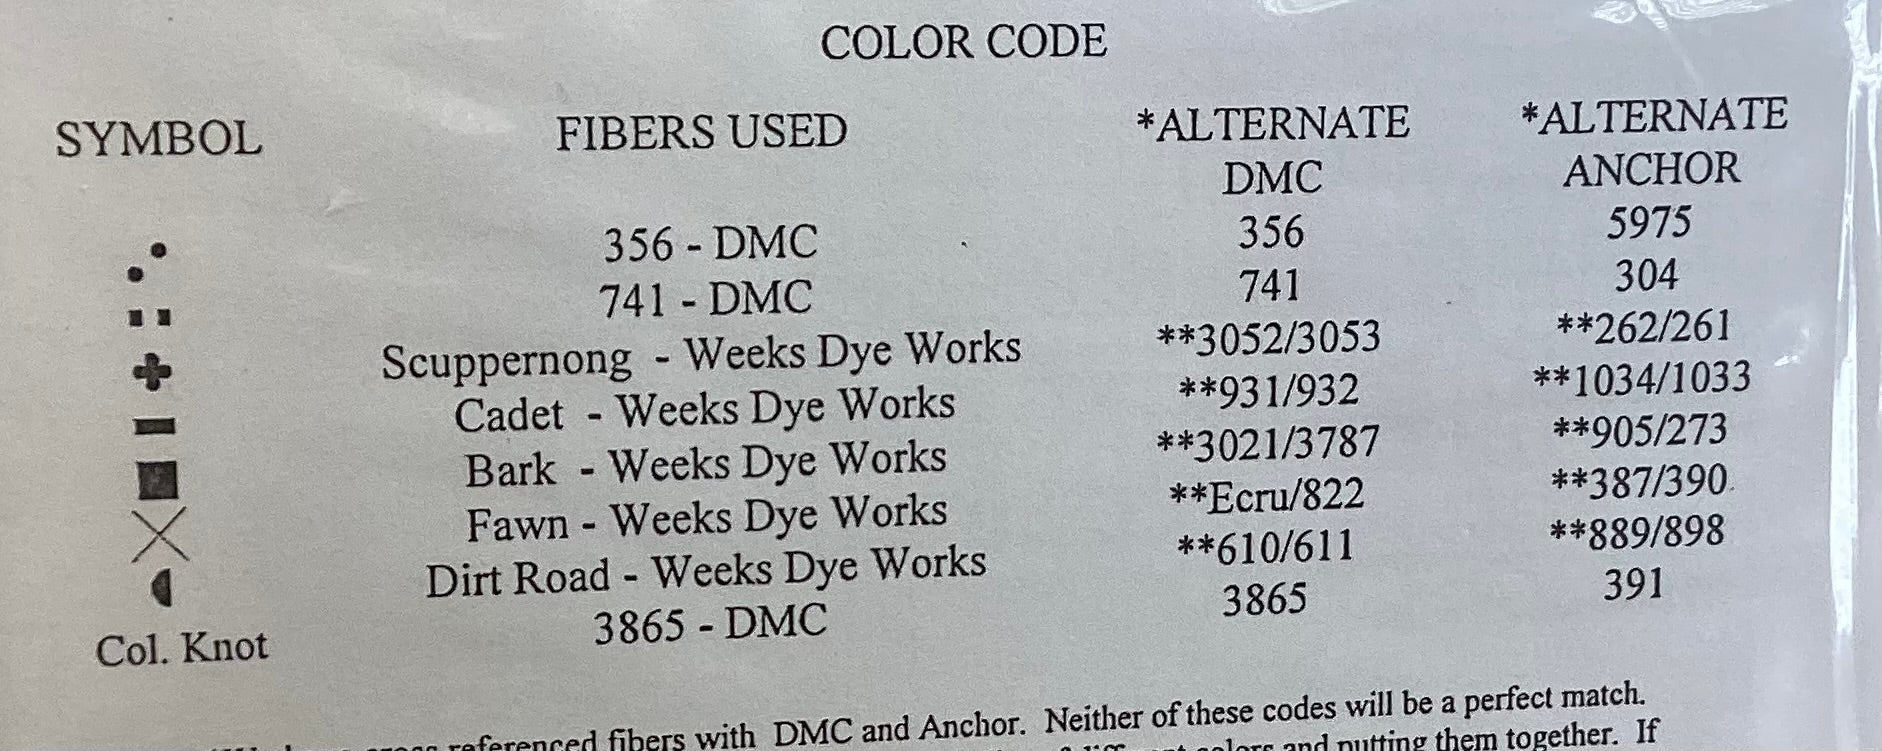 COLOR CODE
SYMBOL FIBERS USED *ALTERNATE DMC *ALTERNATE ANCHOR
356 - DMC 356 5975
741 - DMC 741 304
Scuppernong - Weeks Dye Works **3052/3053 **262/261
Cadet - Weeks Dye Works **931/932 **1034/1033
Bark - Weeks Dye Works **3021/3787 **905/273
Fawn - Weeks Dye Works **Ecru/822 **387/390
Dirt Road - Weeks Dye Works **610/611 **889/898
Col. Knot 3865 - DMC 3865 391
referenced fibers with DMC and Anchor. Neither of these codes will be a perfect match.
colors and putting them together. If